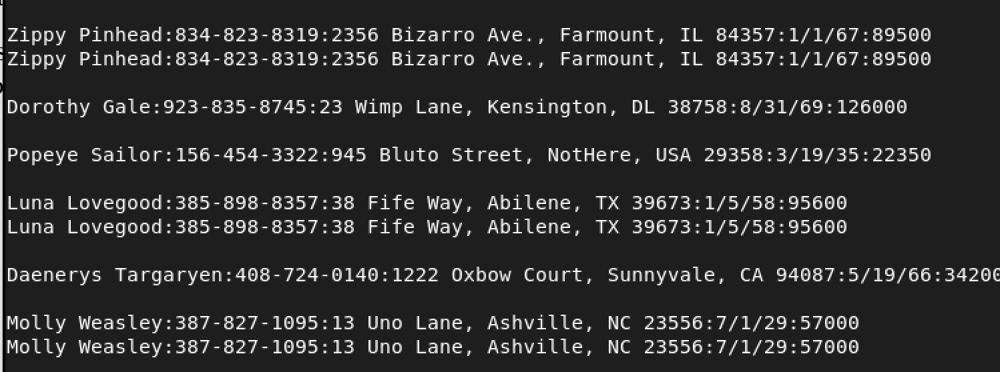 Zippy Pinhead:834-823-8319:2356 Bizarro Ave., Farmount, IL 84357:1/1/67:89500
Zippy Pinhead:834-823-8319:2356 Bizarro Ave., Farmount, IL 84357:1/1/67:89500
Dorothy Gale:923-835-8745:23 Wimp Lane, Kensington, DL 38758:8/31/69:126000
Popeye Sailor:156-454-3322:945 Bluto Street, NotHere, USA 29358:3/19/35:22350
Luna Lovegood:385-898-8357:38 Fife Way, Abilene, TX 39673:1/5/58:95600
Luna Lovegood:385-898-8357:38 Fife Way, Abilene, TX 39673:1/5/58:95600
Daenerys Targaryen:408-724-0140:1222 Oxbow Court, Sunnyvale, CA 94087:5/19/66:34200
Molly Weasley:387-827-1095:13 Uno Lane, Ashville, NC 23556:7/1/29:57000
Molly Weasley:387-827-1095:13 Uno Lane, Ashville, NC 23556:7/1/29:57000